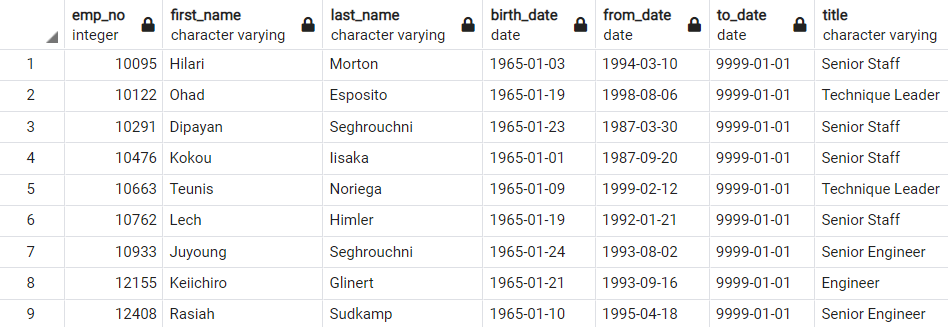 emp_no first_name last_name birth_date from_date to_date title
integer character varying character varying date date date character varying
1 10095 Hilari Morton 1965-01-03 1994-03-10 9999-01-01 Senior Staff
2 10122 Ohad Esposito 1965-01-19 1998-08-06 9999-01-01 Technique Leader
3 10291 Dipayan Seghrouchni 1965-01-23 1987-03-30 9999-01-01 Senior Staff
4 10476 Kokou Iisaka 1965-01-01 1987-09-20 9999-01-01 Senior Staff
5 10663 Teunis Noriega 1965-01-09 1999-02-12 9999-01-01 Technique Leader
6 10762 Lech Himler 1965-01-19 1992-01-21 9999-01-01 Senior Staff
7 10933 Juyoung Seghrouchni 1965-01-24 1993-08-02 9999-01-01 Senior Engineer
8 12155 Keiichiro Glinert 1965-01-21 1993-09-16 9999-01-01 Engineer
9 12408 Rasiah Sudkamp 1965-01-10 1995-04-18 9999-01-01 Senior Engineer